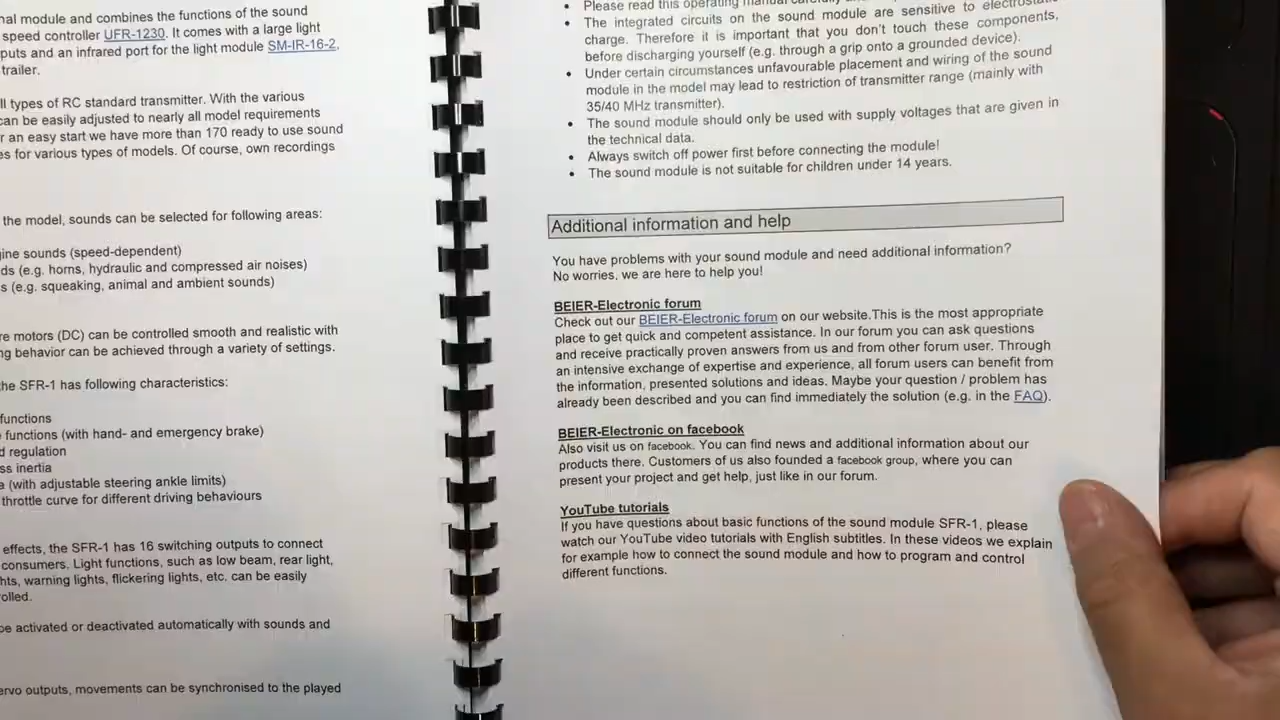 nal module and combines the functions of the sound
speed controller UFR-1230. It comes with a large light
puts and an infrared port for the light module SM-IR-16-2,
trailer.
ll types of RC standard transmitter. With the various
can be easily adjusted to nearly all model requirements
r an easy start we have more than 170 ready to use sound
es for various types of models. Of course, own recordings
the model, sounds can be selected for following areas:
gine sounds (speed-dependent)
ds (e.g. horns, hydraulic and compressed air noises)
s (e.g. squeaking, animal and ambient sounds)
re motors (DC) can be controlled smooth and realistic with
ng behavior can be achieved through a variety of settings.
the SFR-1 has following characteristics:
functions
functions (with hand- and emergency brake)
d regulation
ss inertia
a (with adjustable steering ankle limits)
throttle curve for different driving behaviours
effects, the SFR-1 has 16 switching outputs to connect
consumers. Light functions, such as low beam, rear light,
hts, warning lights, flickering lights, etc. can be easily
olled.
be activated or deactivated automatically with sounds and
ervo outputs, movements can be synchronised to the played
• Please read this operating manual carefully
• The integrated circuits on the sound module are sensitive to electrostatic
charge. Therefore it is important that you don't touch these components,
before discharging yourself (e.g. through a grip onto a grounded device).
• Under certain circumstances unfavourable placement and wiring of the sound
module in the model may lead to restriction of transmitter range (mainly with
35/40 MHz transmitter).
• The sound module should only be used with supply voltages that are given in
the technical data.
• Always switch off power first before connecting the module!
• The sound module is not suitable for children under 14 years.
Additional information and help
You have problems with your sound module and need additional information?
No worries, we are here to help you!
BEIER-Electronic forum
Check out our BEIER-Electronic forum on our website.This is the most appropriate
place to get quick and competent assistance. In our forum you can ask questions
and receive practically proven answers from us and from other forum user. Through
an intensive exchange of expertise and experience, all forum users can benefit from
the information, presented solutions and ideas. Maybe your question / problem has
already been described and you can find immediately the solution (e.g. in the FAQ).
BEIER-Electronic on facebook
Also visit us on facebook. You can find news and additional information about our
products there. Customers of us also founded a facebook group, where you can
present your project and get help, just like in our forum.
YouTube tutorials
If you have questions about basic functions of the sound module SFR-1, please
watch our YouTube video tutorials with English subtitles. In these videos we explain
for example how to connect the sound module and how to program and control
different functions.